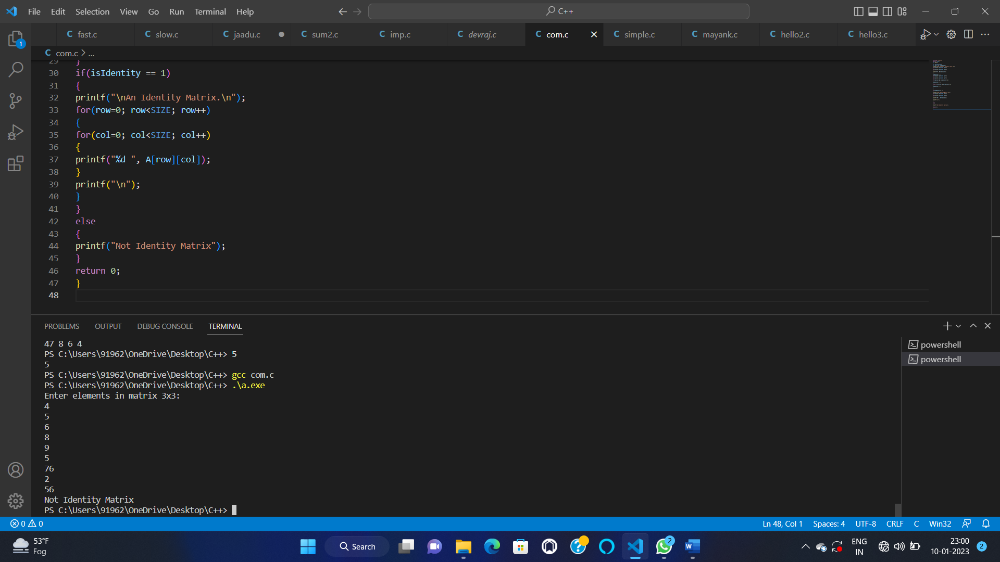 File Edit Selection View Go Run Terminal Help
C++
1
C fast.c
C slow.c
C jaadu.c
C sum2.c
C imp.c
C devraj.c
C com.c
C simple.c
C mayank.c
C hello2.c
C hello3.c
C com.c > ...
29 }
30 if(isIdentity == 1)
31 {
32 printf("\nAn Identity Matrix.\n");
33 for(row=0; row<SIZE; row++)
34 {
35 for(col=0; col<SIZE; col++)
36 {
37 printf("%d ", A[row][col]);
38 }
39 printf("\n");
40 }
41 }
42 else
43 {
44 printf("Not Identity Matrix");
45 }
46 return 0;
47 }
48
PROBLEMS OUTPUT DEBUG CONSOLE TERMINAL
47 8 6 4
PS C:\Users\91962\OneDrive\Desktop\C++> 5
5
PS C:\Users\91962\OneDrive\Desktop\C++> gcc com.c
PS C:\Users\91962\OneDrive\Desktop\C++> .\a.exe
Enter elements in matrix 3x3:
4
5
6
8
9
5
76
2
56
Not Identity Matrix
PS C:\Users\91962\OneDrive\Desktop\C++>
powershell
powershell
0 0
Ln 48, Col 1 Spaces: 4 UTF-8 CRLF C Win32
53°F
Fog
Search
2
ENG
IN
23:00
10-01-2023
2